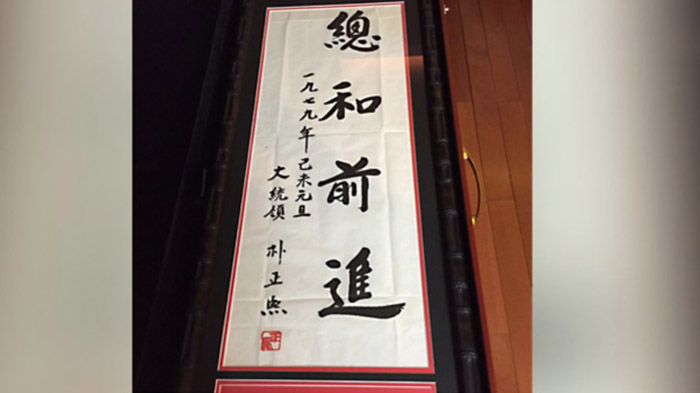 總和前進
一九七九年 己未元旦
大統領 朴正熙